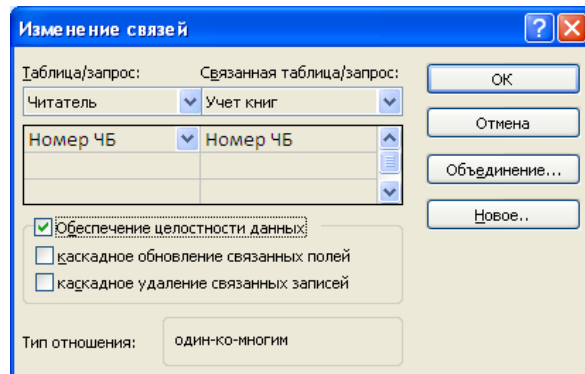 Изменение связей
Таблица/запрос: Связанная таблица/запрос:
Читатель Учет книг
Номер ЧБ Номер ЧБ
Обеспечение целостности данных
каскадное обновление связанных полей
каскадное удаление связанных записей
Тип отношения: один-ко-многим
ОК
Отмена
Объединение...
Новое..